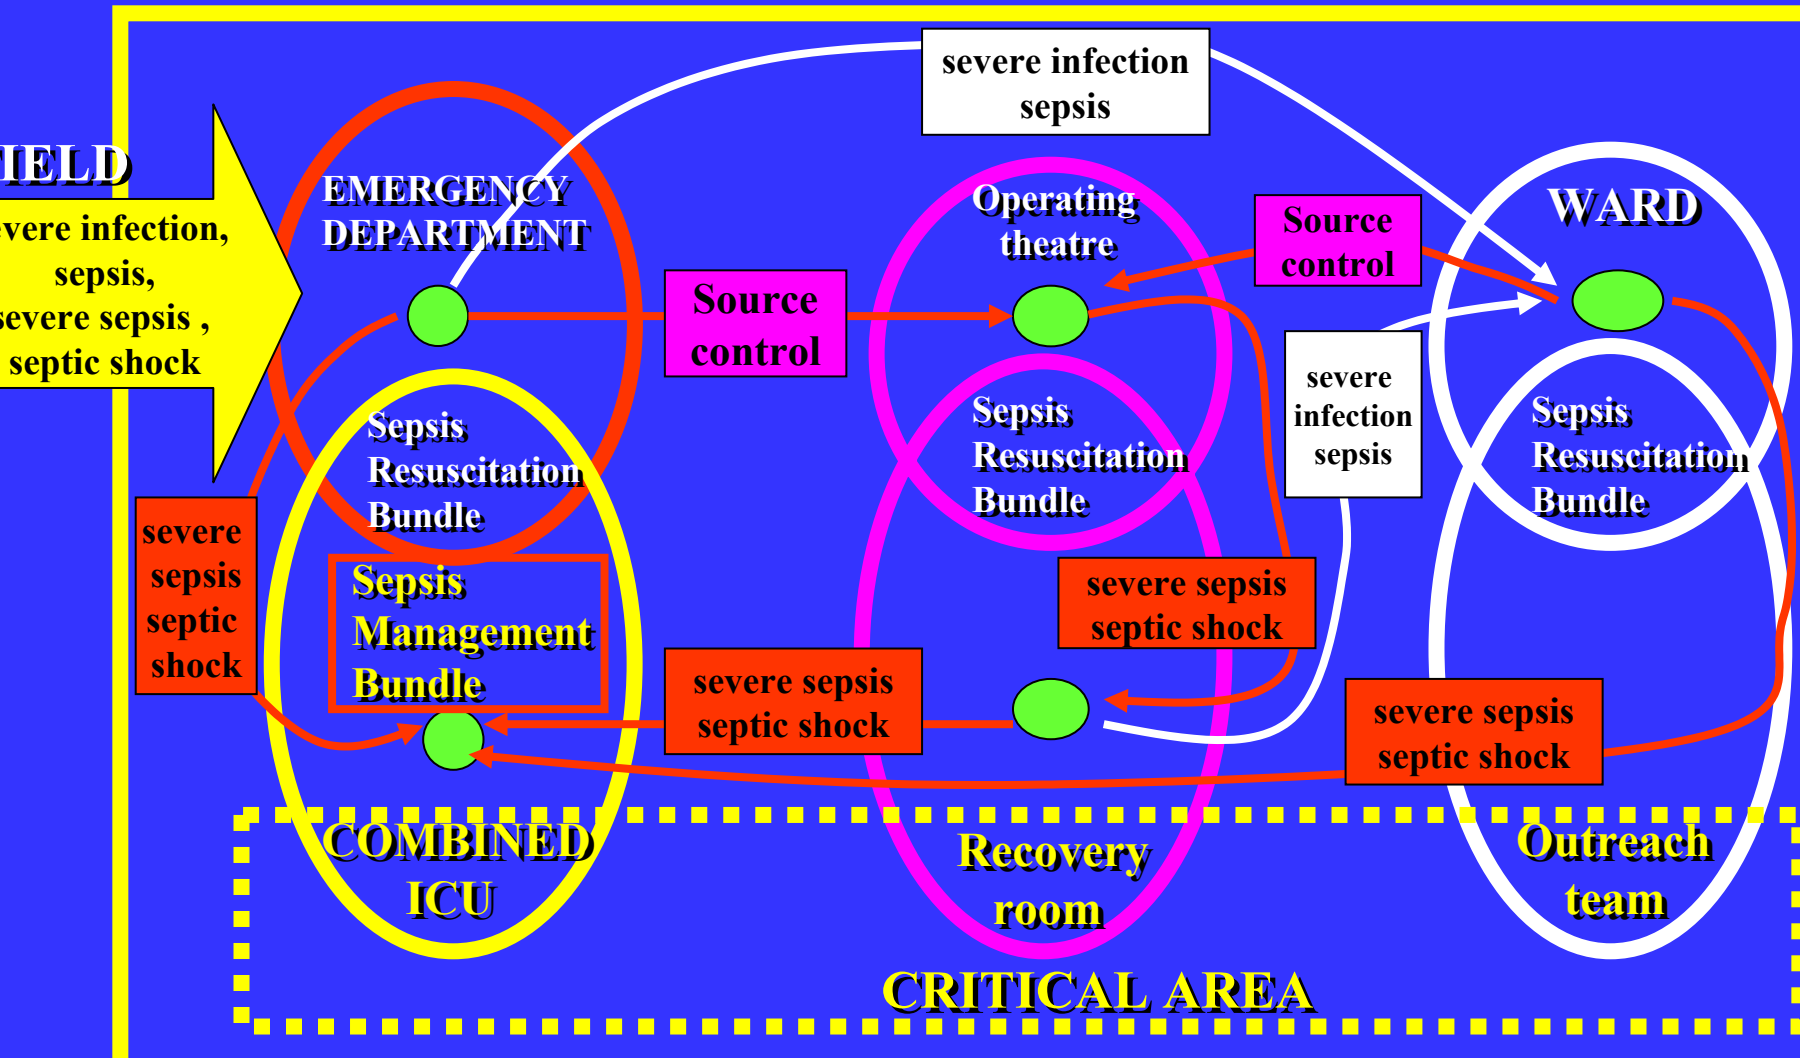 IELD
vere infection,
sepsis,
severe sepsis ,
septic shock
EMERGENCY
DEPARTMENT
severe infection
sepsis
Operating
theatre
Source
control
WARD
Source
control
severe
infection
sepsis
Sepsis
Resuscitation
Bundle
Sepsis
Resuscitation
Bundle
Sepsis
Resuscitation
Bundle
severe
sepsis
septic
shock
Sepsis
Management
Bundle
severe sepsis
septic shock
severe sepsis
septic shock
severe sepsis
septic shock
COMBINED
ICU
Recovery
room
Outreach
team
CRITICAL AREA